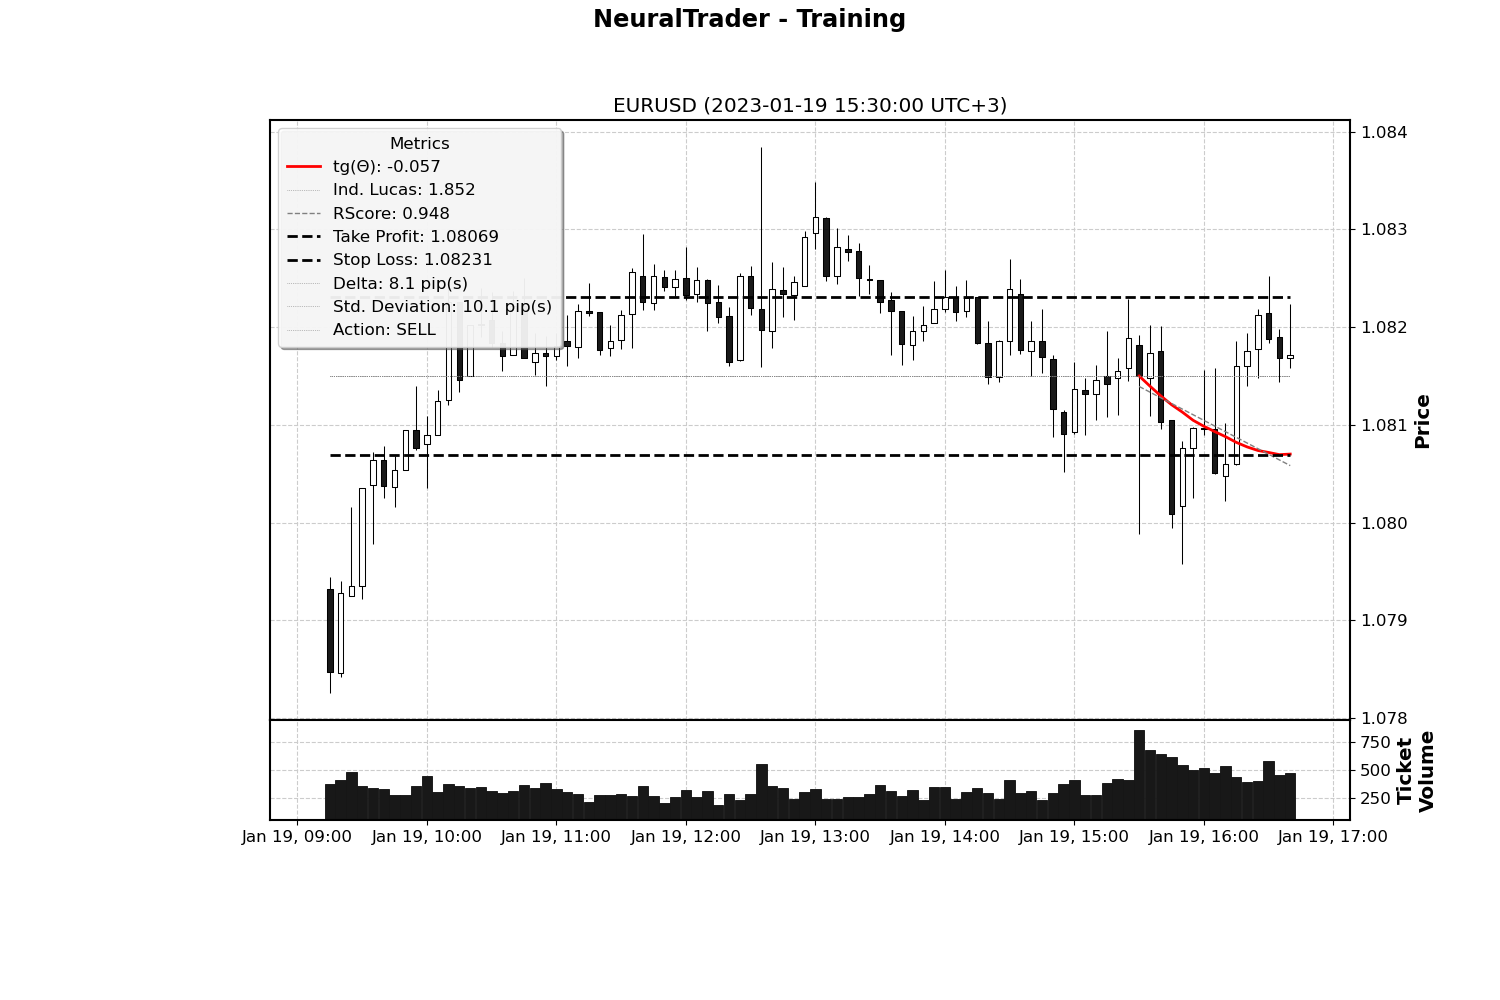 NeuralTrader - Training
EURUSD (2023-01-19 15:30:00 UTC+3)
Metrics
tg(Θ): -0.057
Ind. Lucas: 1.852
RScore: 0.948
Take Profit: 1.08069
Stop Loss: 1.08231
Delta: 8.1 pip(s)
Std. Deviation: 10.1 pip(s)
Action: SELL
1.084
1.083
1.082
1.081
1.080
1.079
1.078
Price
750
500
250
Ticket
Volume
Jan 19, 09:00
Jan 19, 10:00
Jan 19, 11:00
Jan 19, 12:00
Jan 19, 13:00
Jan 19, 14:00
Jan 19, 15:00
Jan 19, 16:00
Jan 19, 17:00